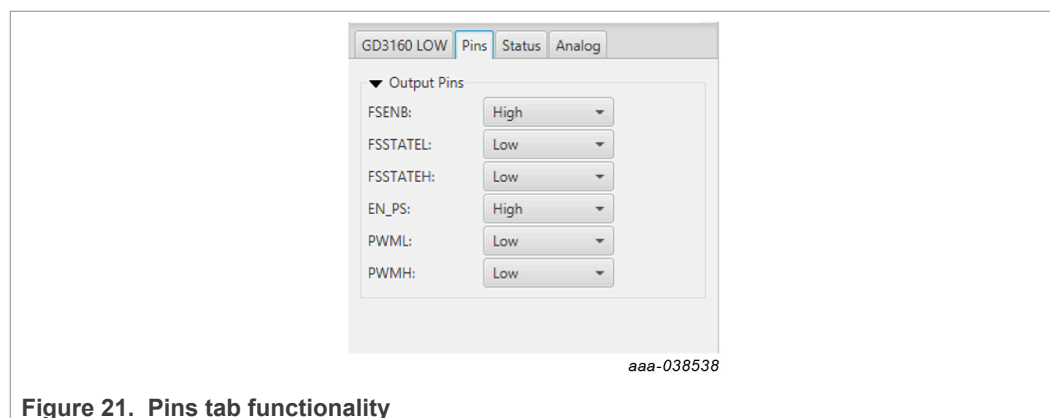 GD3160 LOW Pins Status Analog
Output Pins
FSENB: High
FSSTATEL: Low
FSSTATEH: Low
EN_PS: High
PWML: Low
PWMH: Low
aaa-038538
Figure 21. Pins tab functionality